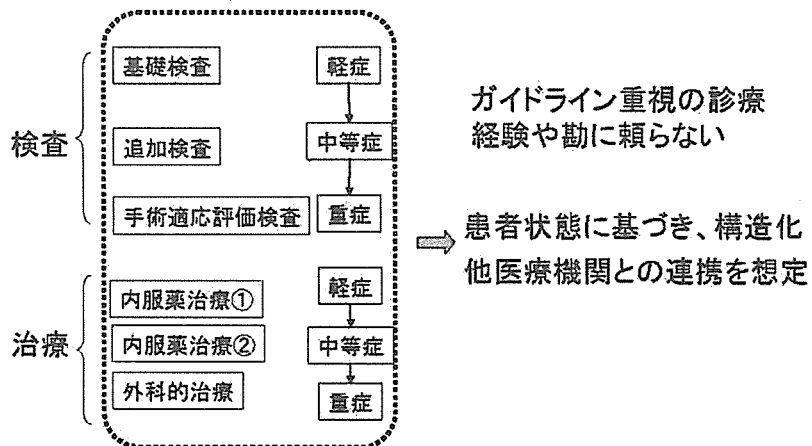 検査
基礎検査
軽症
追加検査
中等症
手術適応評価検査
重症
治療
内服薬治療①
軽症
内服薬治療②
中等症
外科的治療
重症
ガイドライン重視の診療
経験や勘に頼らない
患者状態に基づき、構造化
他医療機関との連携を想定